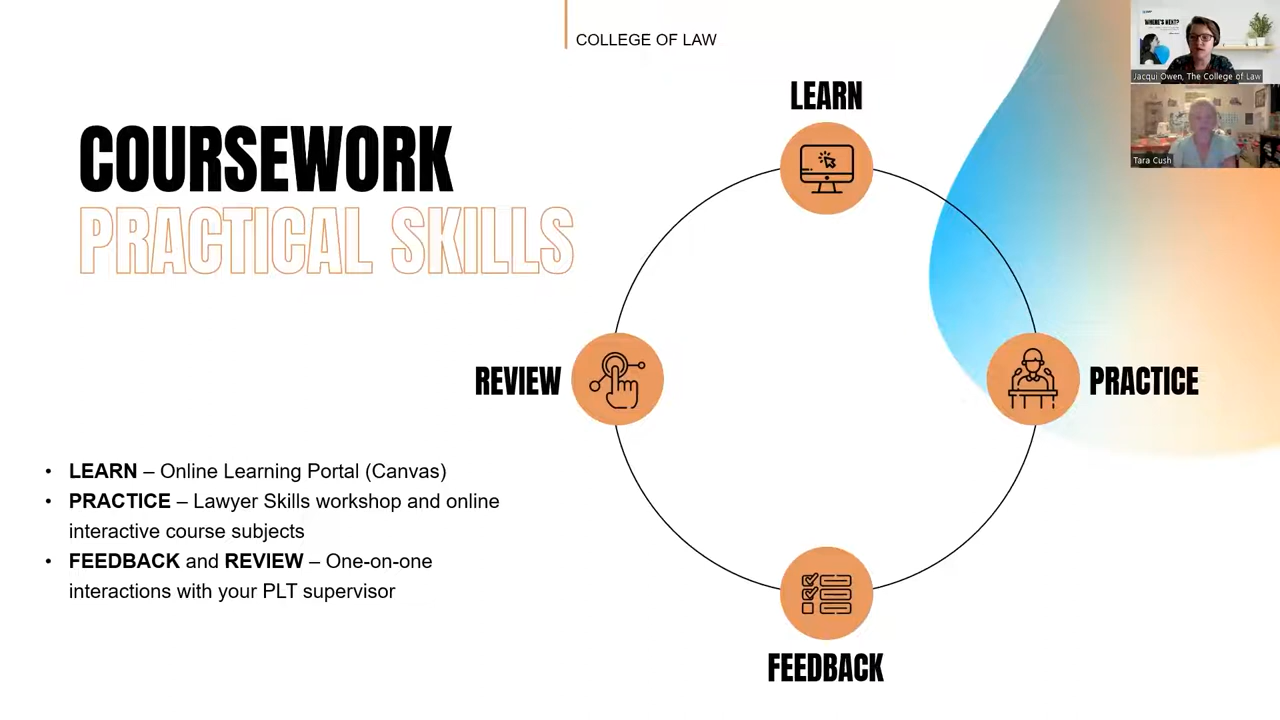 COLLEGE OF LAW
COURSEWORK
PRACTICAL SKILLS
LEARN
PRACTICE
REVIEW
FEEDBACK
• LEARN – Online Learning Portal (Canvas)
• PRACTICE – Lawyer Skills workshop and online
interactive course subjects
• FEEDBACK and REVIEW – One-on-one
interactions with your PLT supervisor
WHERE'S NEXT?
Jacqui Owen, The College of Law
Tara Cush